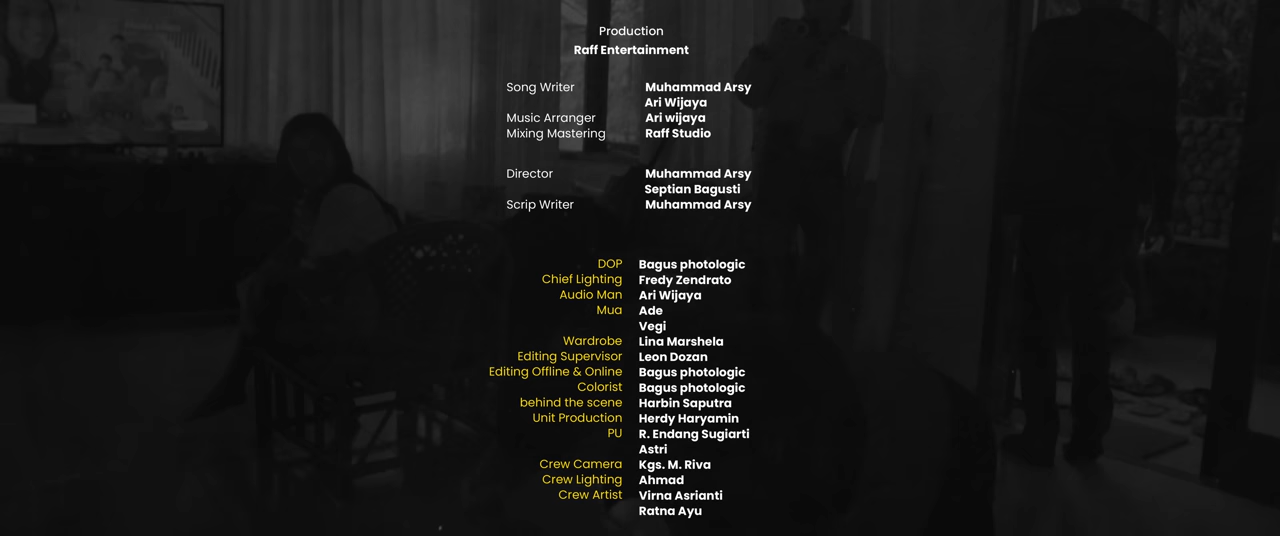 Production
Raff Entertainment
Song Writer Muhammad Arsy
Ari Wijaya
Music Arranger Ari wijaya
Mixing Mastering Raff Studio
Director Muhammad Arsy
Septian Bagusti
Scrip Writer Muhammad Arsy
DOP Bagus photologic
Chief Lighting Fredy Zendrato
Audio Man Ari Wijaya
Mua Ade
Vegi
Wardrobe Lina Marshela
Editing Supervisor Leon Dozan
Editing Offline & Online Bagus photologic
Colorist Bagus photologic
behind the scene Harbin Saputra
Unit Production Herdy Haryamin
PU R. Endang Sugiarti
Astri
Crew Camera Kgs. M. Riva
Crew Lighting Ahmad
Crew Artist Virna Asrianti
Ratna Ayu